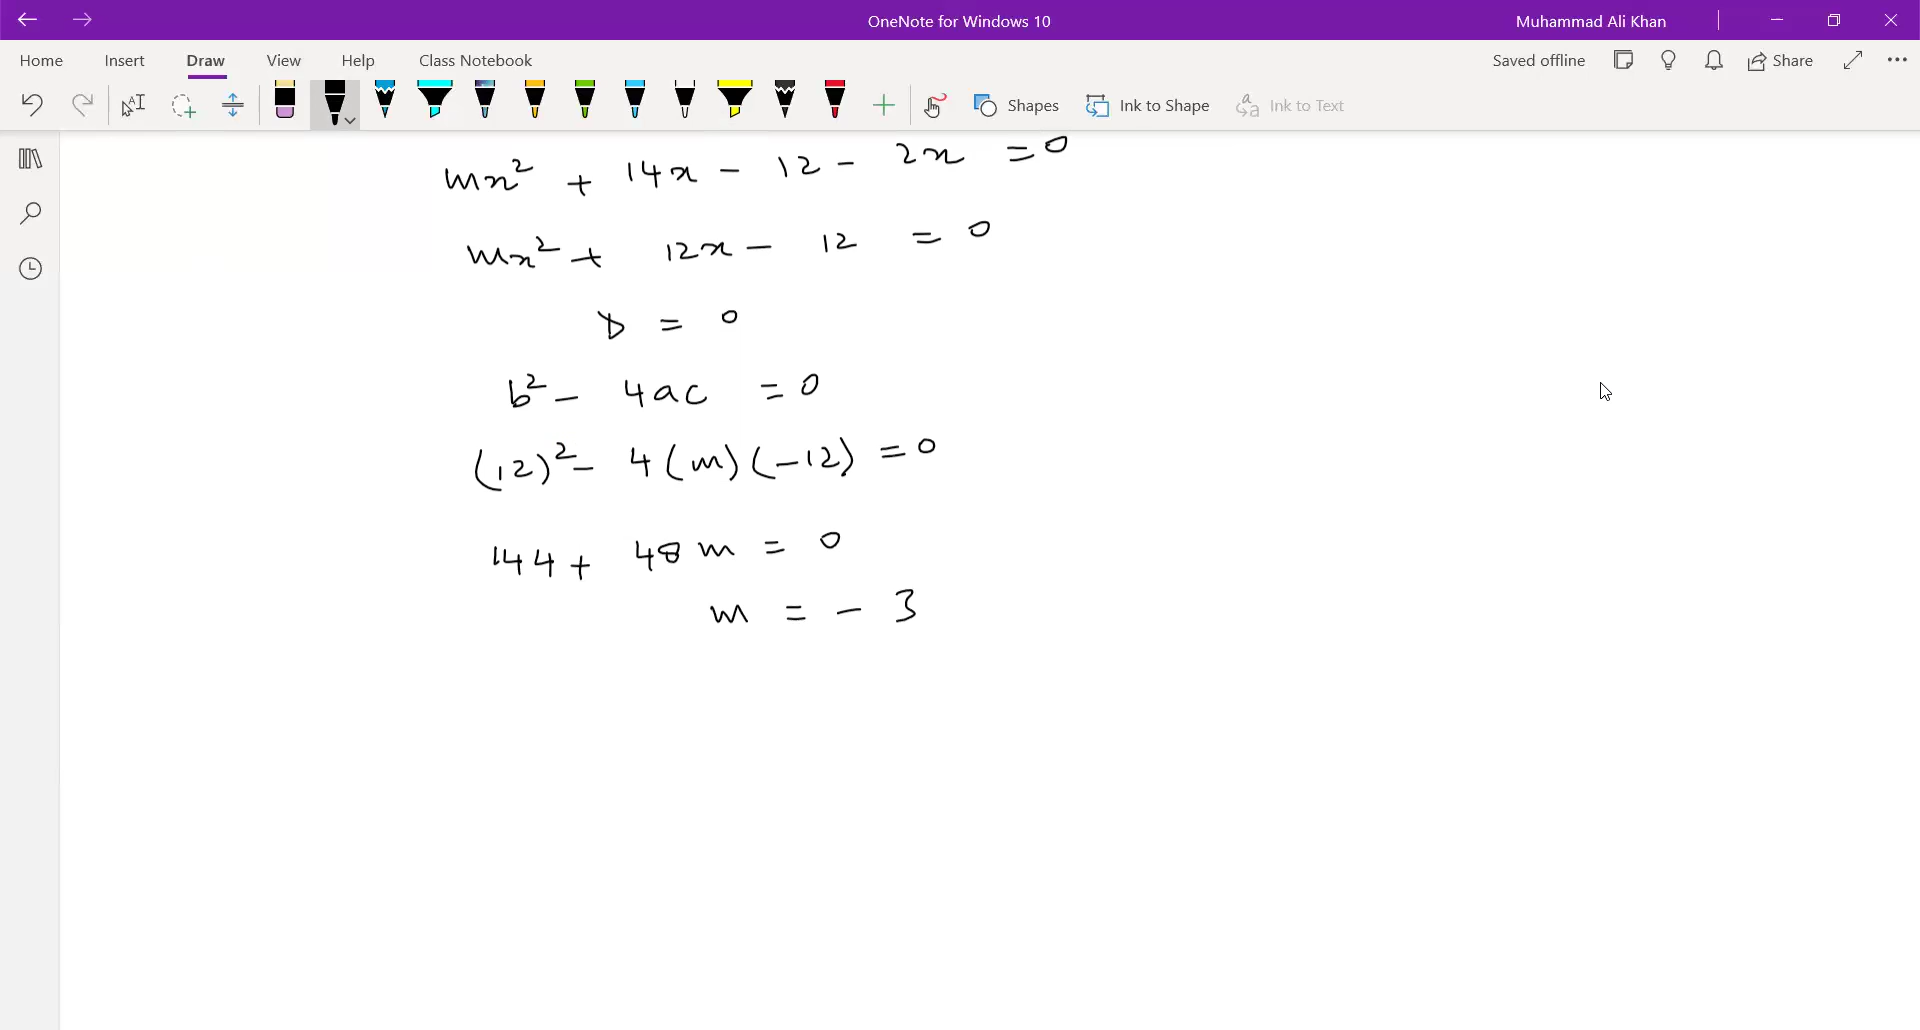 OneNote for Windows 10
Muhammad Ali Khan
Home Insert Draw View Help Class Notebook
Saved offline Share
Shapes Ink to Shape Ink to Text
mx² + 14x - 12 - 2x = 0
mx² + 12x - 12 = 0
D = 0
b² - 4ac = 0
(12)² - 4(m)(-12) = 0
144 + 48m = 0
m = - 3